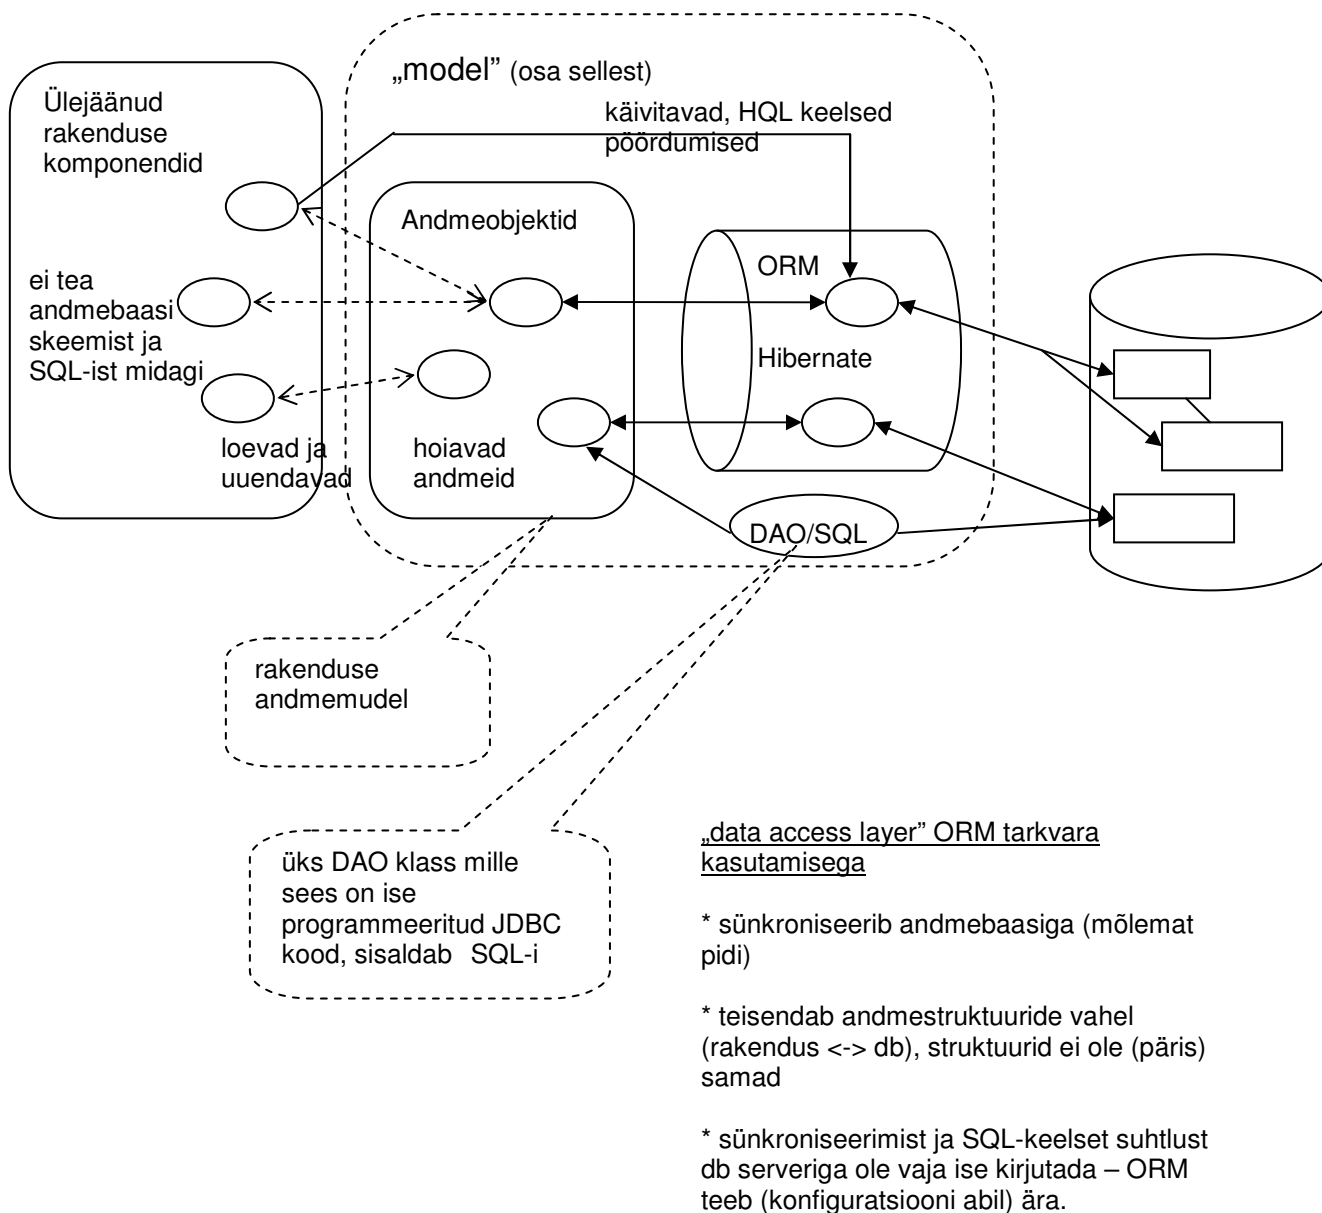 „model” (osa sellest)
Ülejäänud
rakenduse
komponendid
käivitavad, HQL keelsed
pöördumised
Andmeobjektid
ORM
ei tea
andmebaasi
skeemist ja
SQL-ist midagi
Hibernate
loevad ja
uuendavad
hoiavad
andmeid
DAO/SQL
rakenduse
andmemudel
üks DAO klass mille
sees on ise
programmeeritud JDBC
kood, sisaldab SQL-i
„data access layer” ORM tarkvara
kasutamisega
* sünkroniseerib andmebaasiga (mõlemat
pidi)
* teisendab andmestruktuuride vahel
(rakendus <-> db), struktuurid ei ole (päris)
samad
* sünkroniseerimist ja SQL-keelset suhtlust
db serveriga ole vaja ise kirjutada – ORM
teeb (konfiguratsiooni abil) ära.